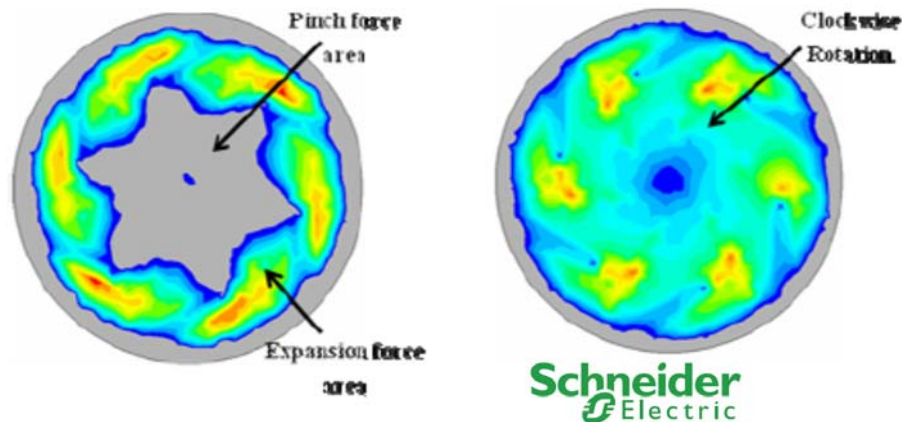 Pinch force
area
Clockwise
Rotation.
Expansion force
area
Schneider
Electric